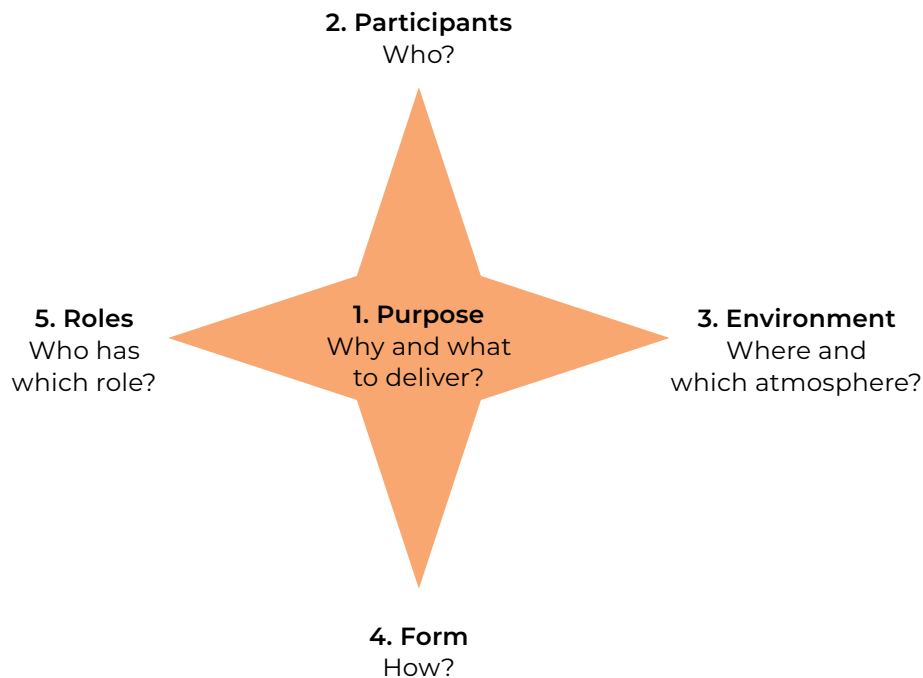 2. Participants
Who?
5. Roles
Who has
which role?
1. Purpose
Why and what
to deliver?
3. Environment
Where and
which atmosphere?
4. Form
How?